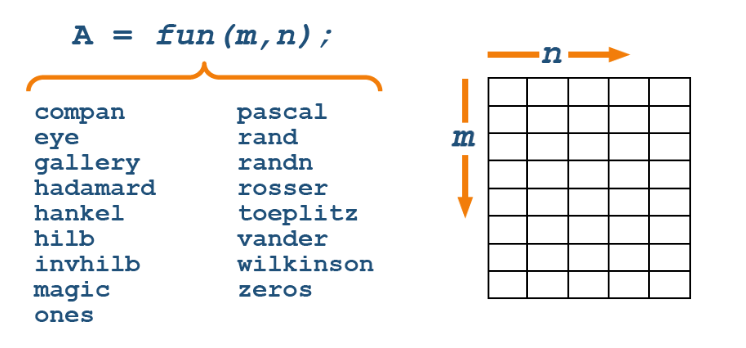 A = fun(m,n);
compan
eye
gallery
hadamard
hankel
hilb
invhilb
magic
ones
pascal
rand
randn
rosser
toeplitz
vander
wilkinson
zeros
n
m